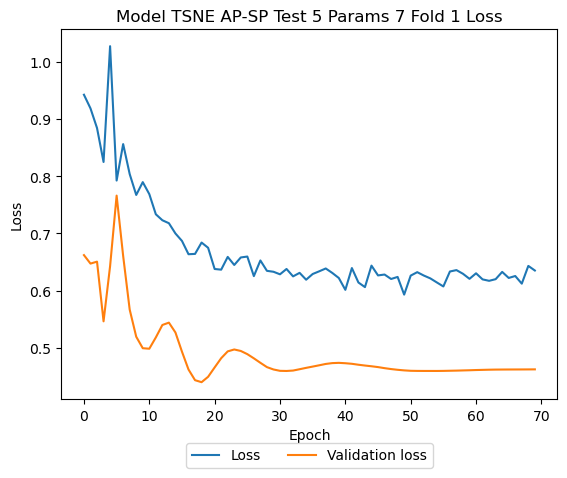 Model TSNE AP-SP Test 5 Params 7 Fold 1 Loss
1.0
0.9
0.8
0.7
0.6
0.5
Loss
0 10 20 30 40 50 60 70
Epoch
Loss Validation loss